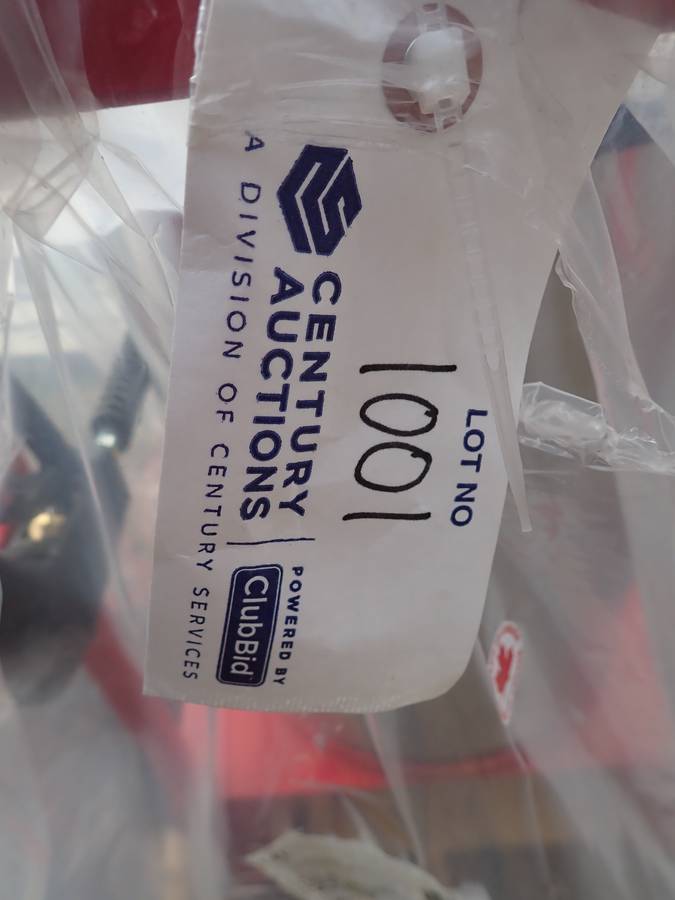 LOT NO
1001
CENTURY
AUCTIONS
POWERED BY
ClubBid
A DIVISION OF CENTURY SERVICES